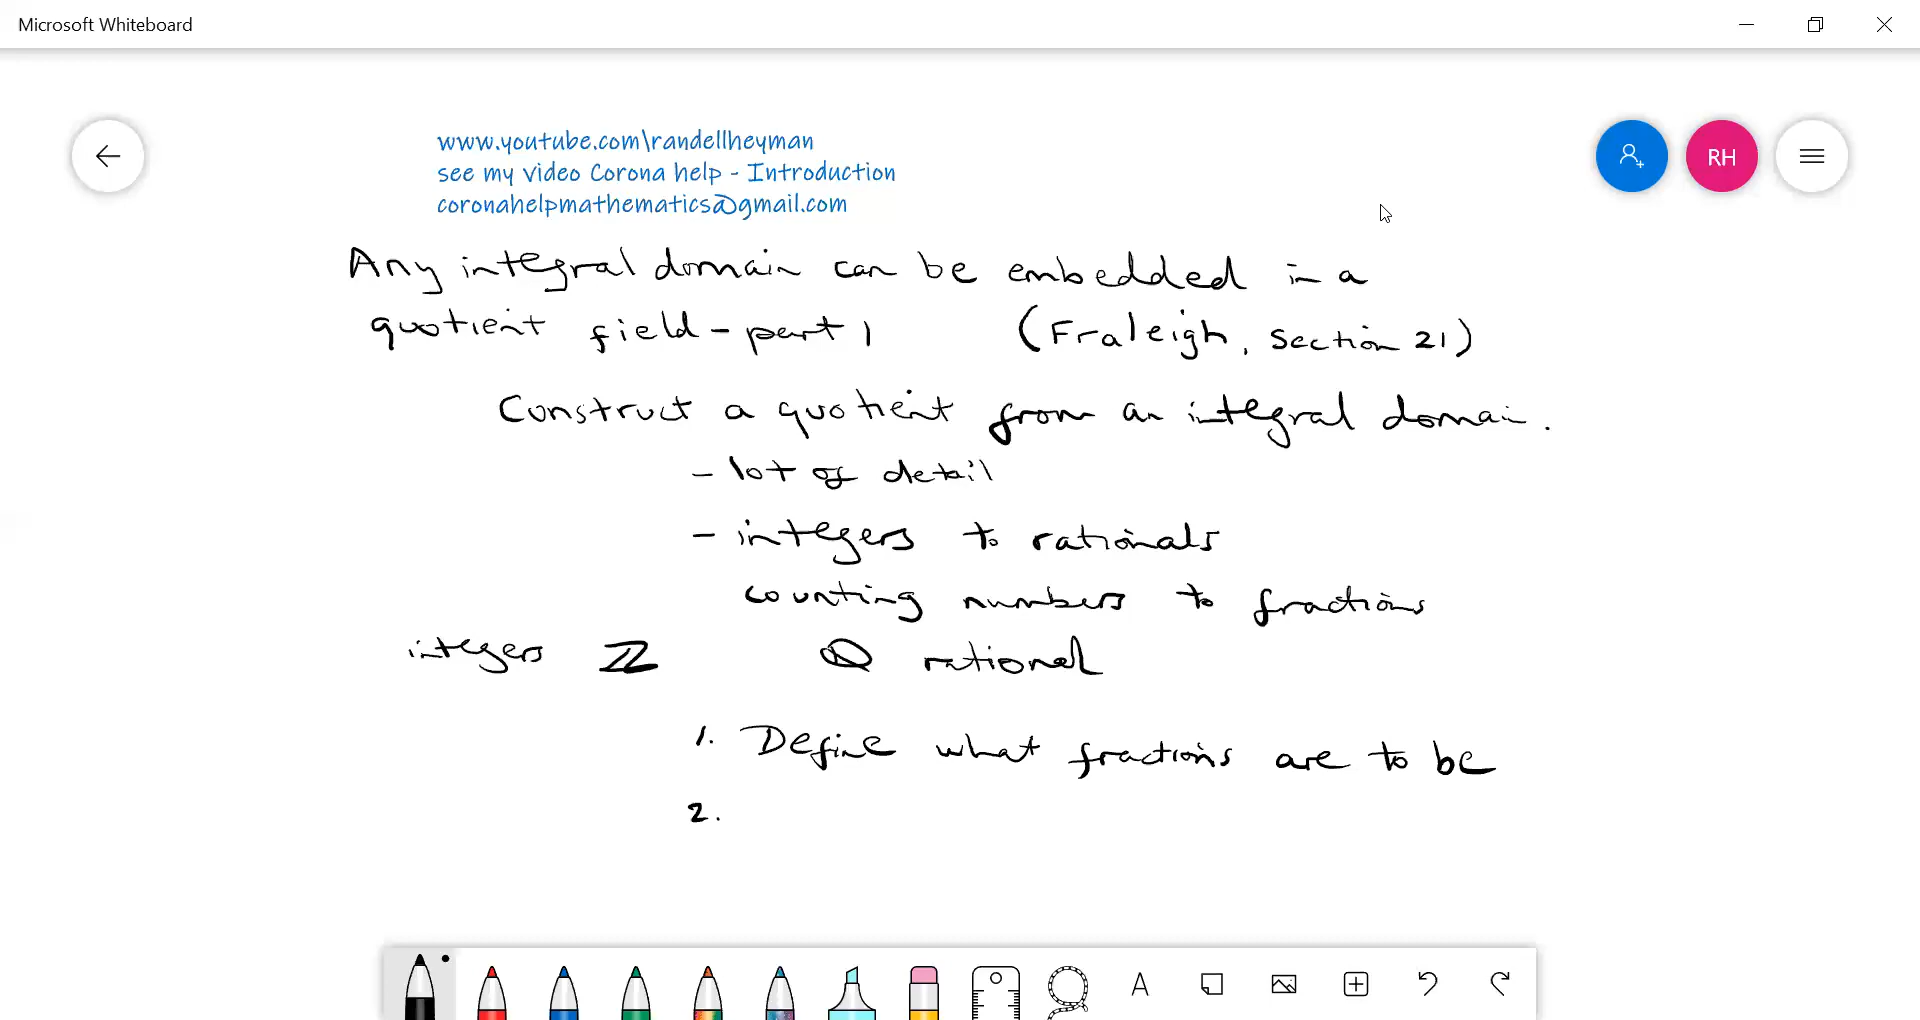 Microsoft Whiteboard
www.youtube.com\randellheyman
see my video Corona help - Introduction
coronahelpmathematics@gmail.com
RH
Any integral domain can be embedded in a
quotient field - part 1 (Fraleigh, section 21)
Construct a quotient from an integral domain.
- lot of detail
- integers to rationals
counting numbers to fractions
integers ℤ ℚ rational
1. Define what fractions are to be
2.
A